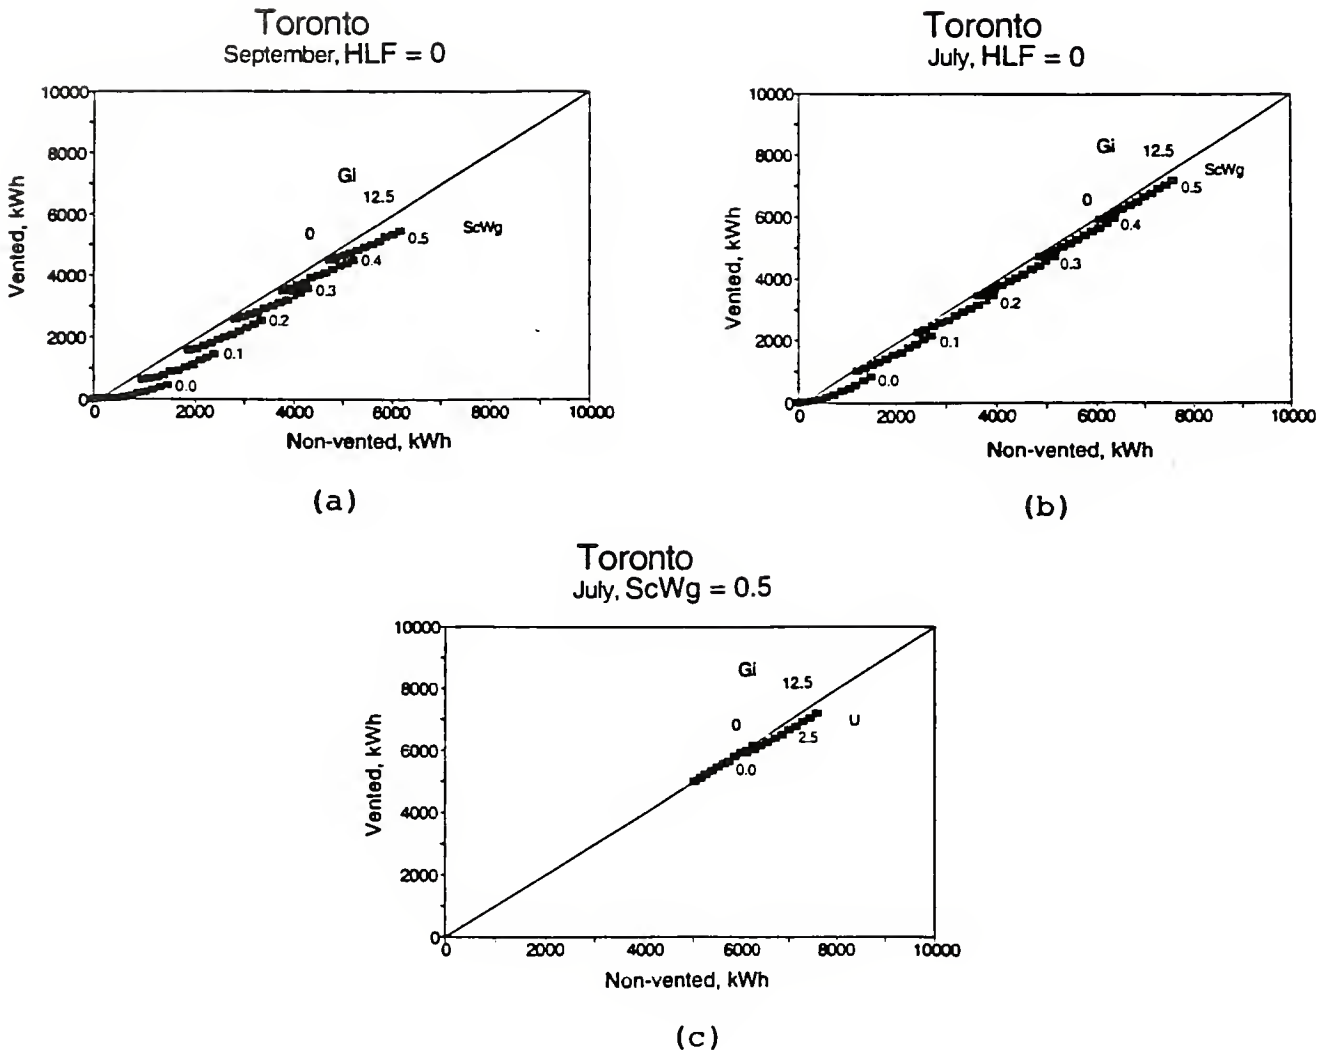 Toronto
September, HLF = 0
10000
8000
6000
4000
2000
0
Vented, kWh
Gi
12.5
0
ScWg
0.5
0.4
0.3
0.2
0.1
0.0
0
2000
4000
6000
8000
10000
Non-vented, kWh
(a)
Toronto
July, HLF = 0
10000
8000
6000
4000
2000
0
Vented, kWh
Gi
12.5
ScWg
0
0.5
0.4
0.3
0.2
0.1
0.0
0
2000
4000
6000
8000
10000
Non-vented, kWh
(b)
Toronto
July, ScWg = 0.5
10000
8000
6000
4000
2000
0
Vented, kWh
Gi
12.5
0
U
2.5
0.0
0
2000
4000
6000
8000
10000
Non-vented, kWh
(c)